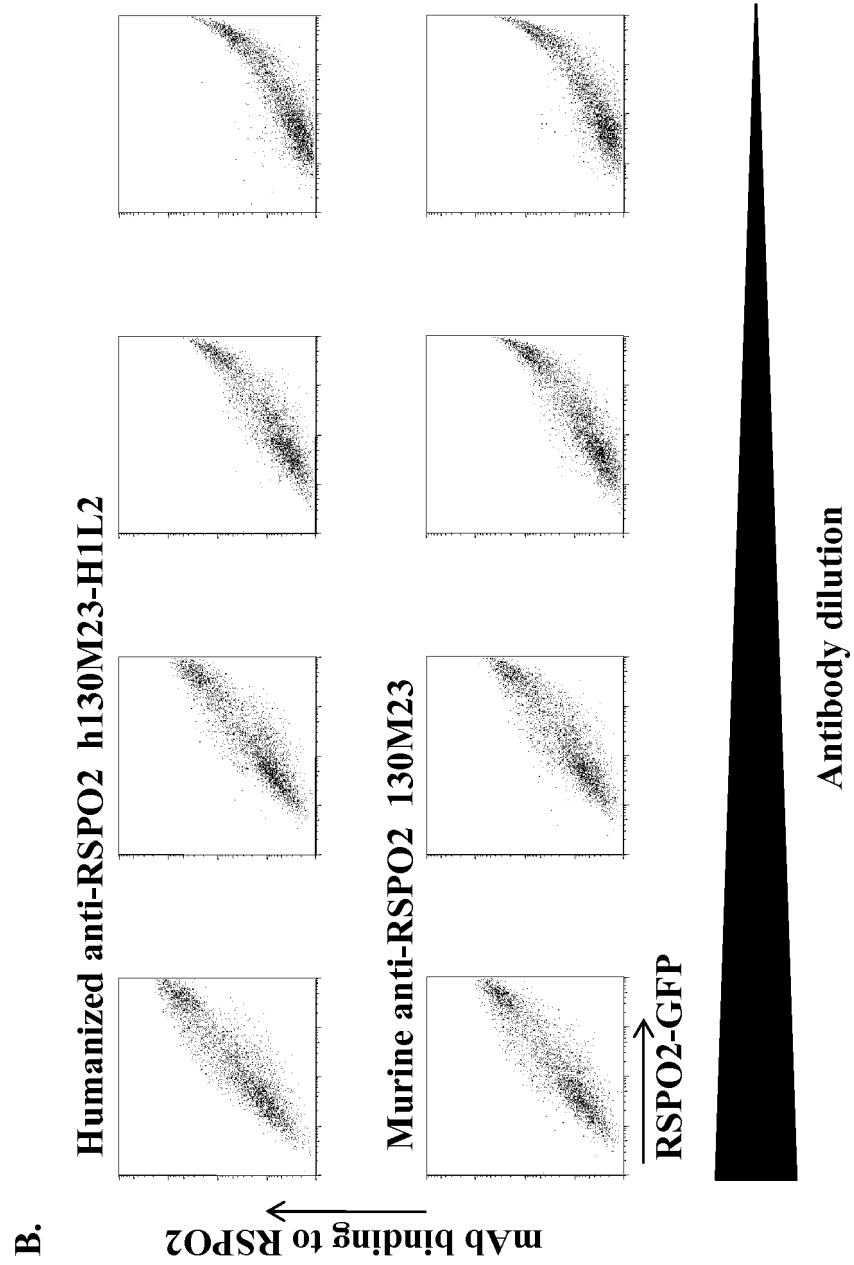 B.
Humanized anti-RSPO2 h130M23-H1L2
mAb binding to RSPO2
Murine anti-RSPO2 130M23
RSPO2-GFP
Antibody dilution